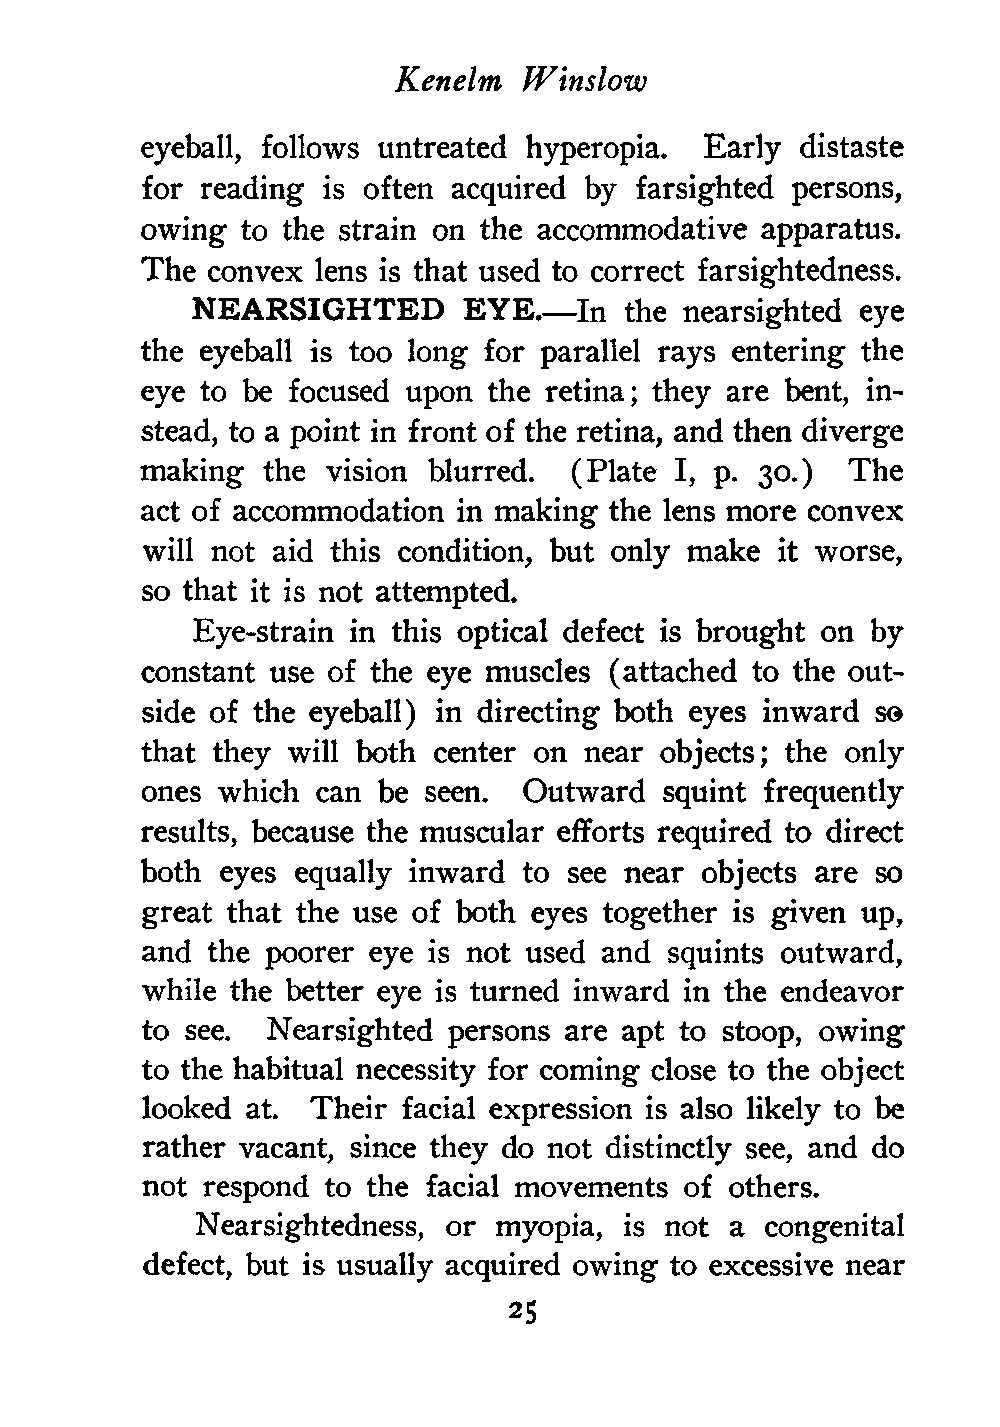 Kenelm Winslow
eyeball, follows untreated hyperopia. Early distaste
for reading is often acquired by farsighted persons,
owing to the strain on the accommodative apparatus.
The convex lens is that used to correct farsightedness.
NEARSIGHTED EYE.—In the nearsighted eye
the eyeball is too long for parallel rays entering the
eye to be focused upon the retina; they are bent, in-
stead, to a point in front of the retina, and then diverge
making the vision blurred. (Plate I, p. 30.) The
act of accommodation in making the lens more convex
will not aid this condition, but only make it worse,
so that it is not attempted.
Eye-strain in this optical defect is brought on by
constant use of the eye muscles (attached to the out-
side of the eyeball) in directing both eyes inward so
that they will both center on near objects; the only
ones which can be seen. Outward squint frequently
results, because the muscular efforts required to direct
both eyes equally inward to see near objects are so
great that the use of both eyes together is given up,
and the poorer eye is not used and squints outward,
while the better eye is turned inward in the endeavor
to see. Nearsighted persons are apt to stoop, owing
to the habitual necessity for coming close to the object
looked at. Their facial expression is also likely to be
rather vacant, since they do not distinctly see, and do
not respond to the facial movements of others.
Nearsightedness, or myopia, is not a congenital
defect, but is usually acquired owing to excessive near
25